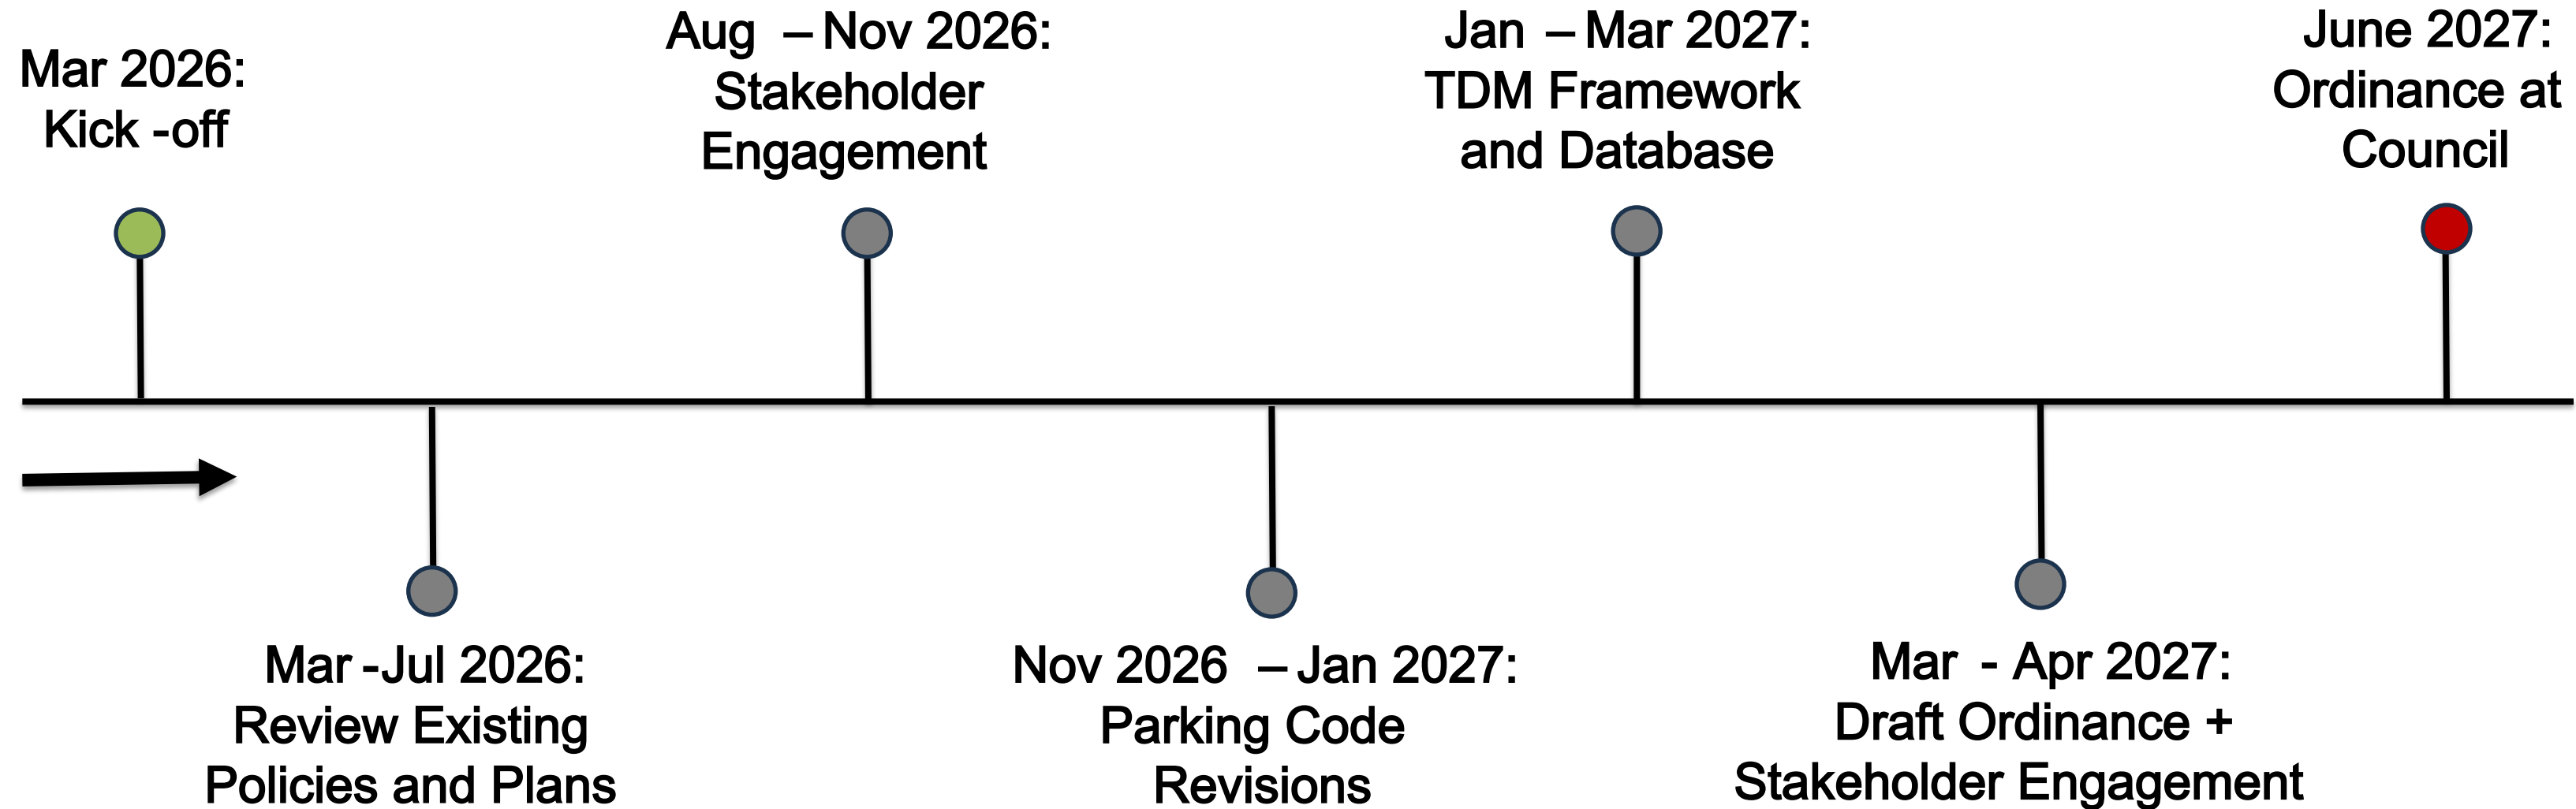 Mar 2026:
Kick -off
Mar -Jul 2026:
Review Existing
Policies and Plans
Aug – Nov 2026:
Stakeholder
Engagement
Nov 2026 – Jan 2027:
Parking Code
Revisions
Jan – Mar 2027:
TDM Framework
and Database
Mar - Apr 2027:
Draft Ordinance +
Stakeholder Engagement
June 2027:
Ordinance at
Council